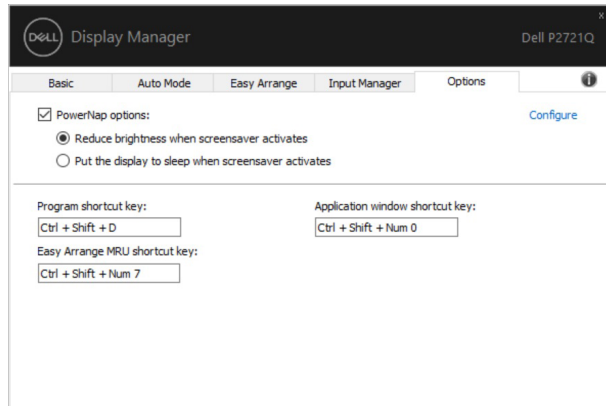 DELL Display Manager
x
Dell P2721Q
Basic Auto Mode Easy Arrange Input Manager Options i
PowerNap options: Configure
Reduce brightness when screensaver activates
Put the display to sleep when screensaver activates
Program shortcut key: Application window shortcut key:
Ctrl + Shift + D Ctrl + Shift + Num 0
Easy Arrange MRU shortcut key:
Ctrl + Shift + Num 7